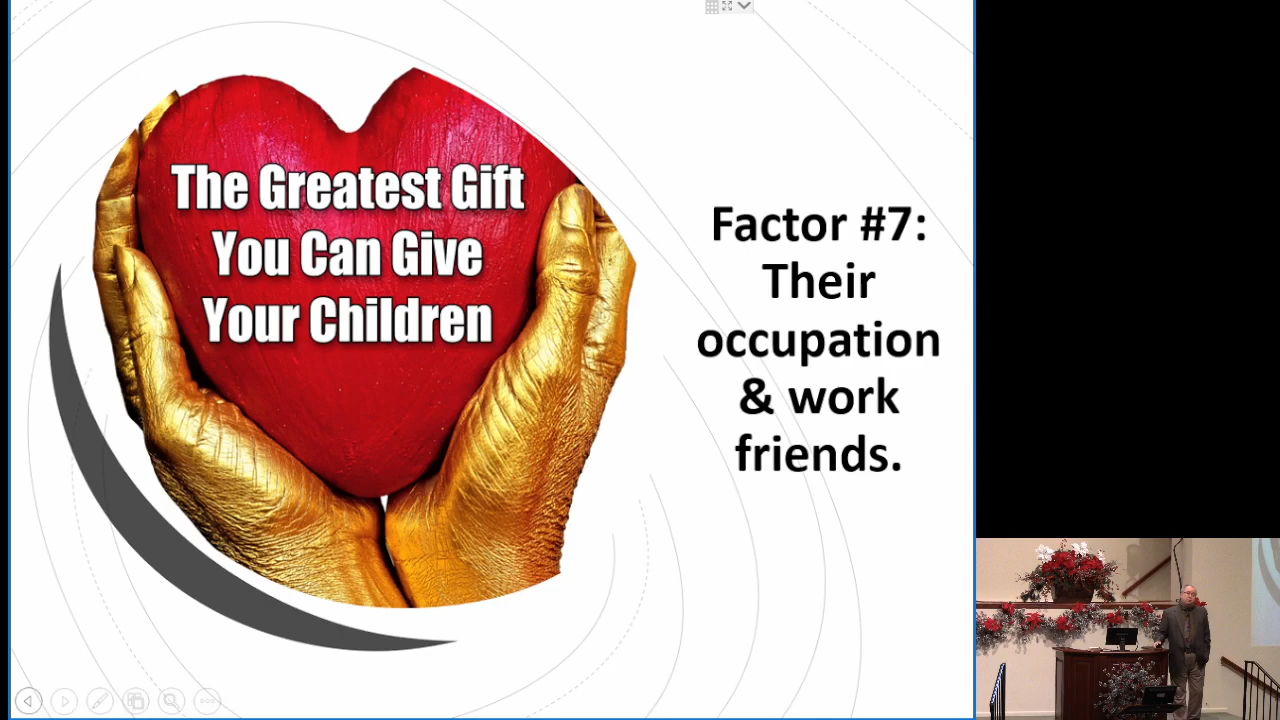 The Greatest Gift
You Can Give
Your Children
Factor #7:
Their
occupation
& work
friends.